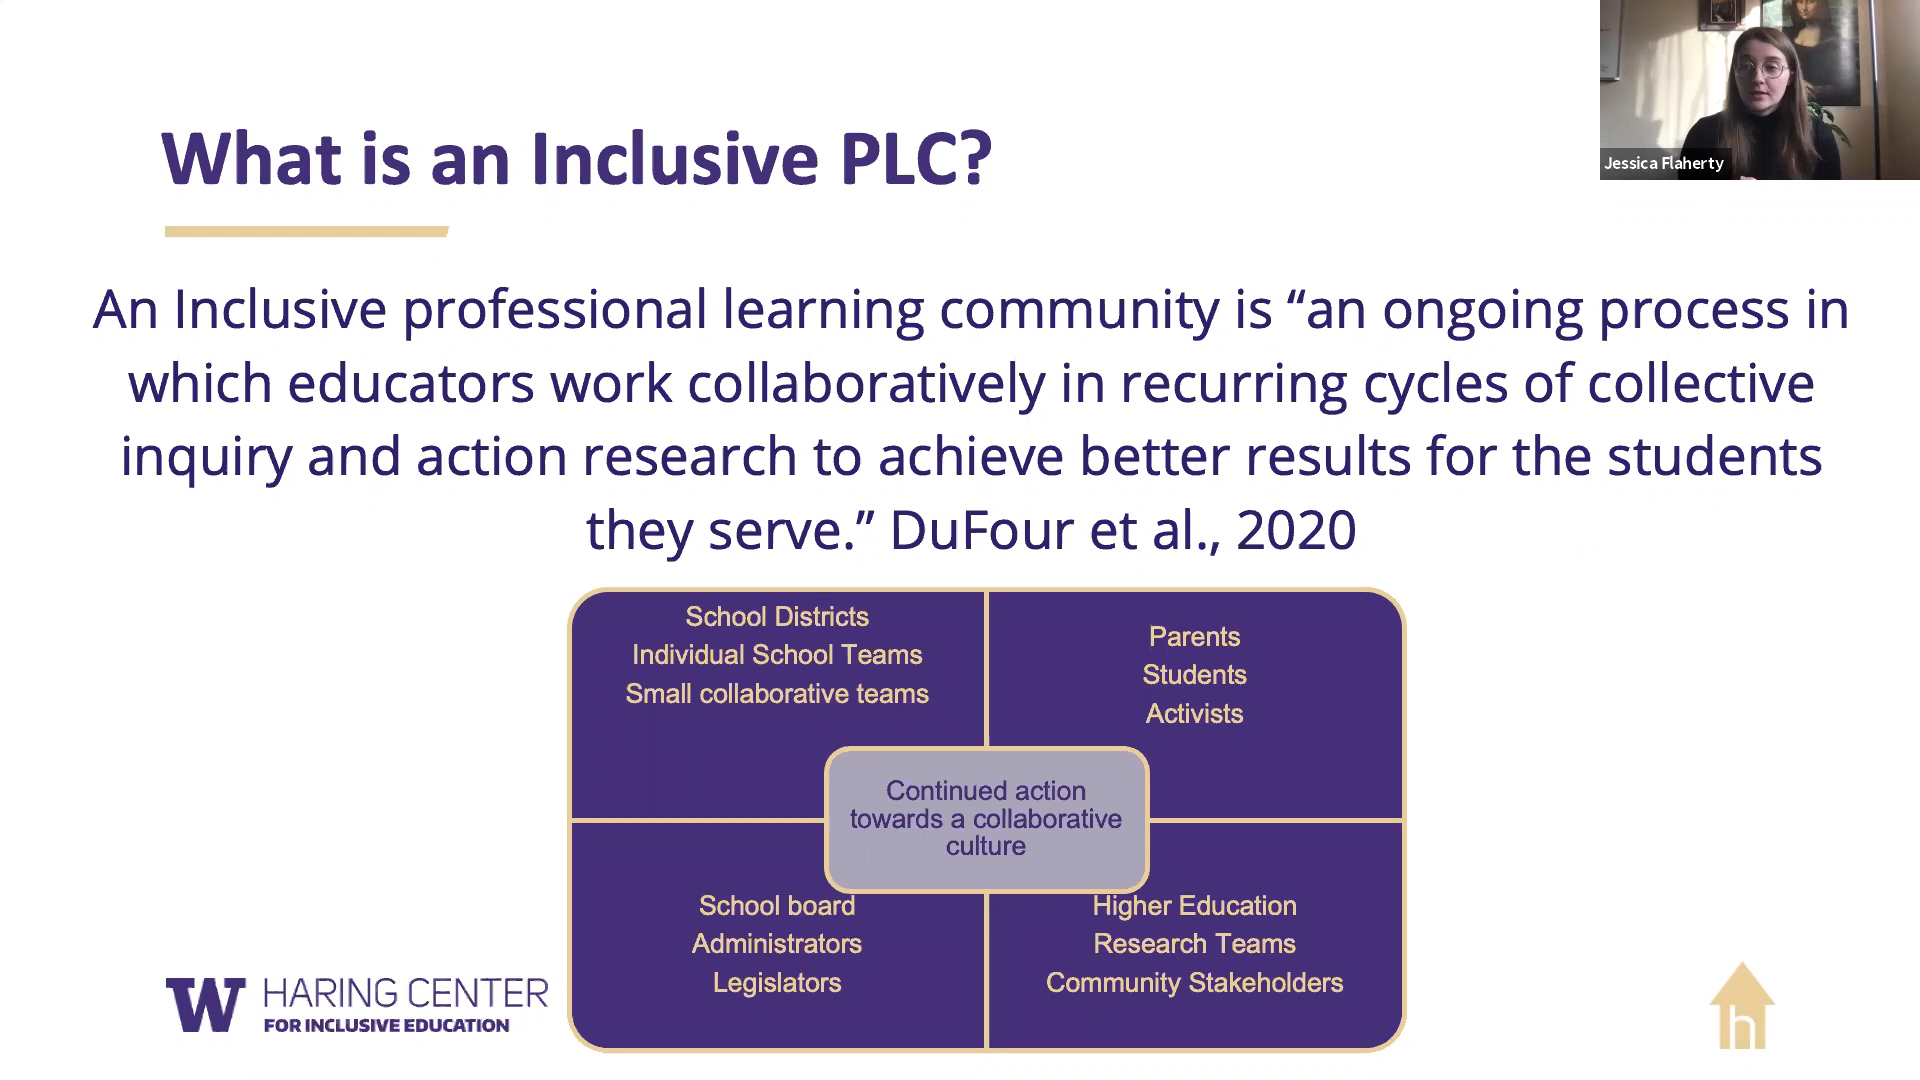 Jessica Flaherty
What is an Inclusive PLC?
An Inclusive professional learning community is “an ongoing process in
which educators work collaboratively in recurring cycles of collective
inquiry and action research to achieve better results for the students
they serve.” DuFour et al., 2020
School Districts
Individual School Teams
Small collaborative teams
Parents
Students
Activists
Continued action
towards a collaborative
culture
School board
Administrators
Legislators
Higher Education
Research Teams
Community Stakeholders
W HARING CENTER
FOR INCLUSIVE EDUCATION
h